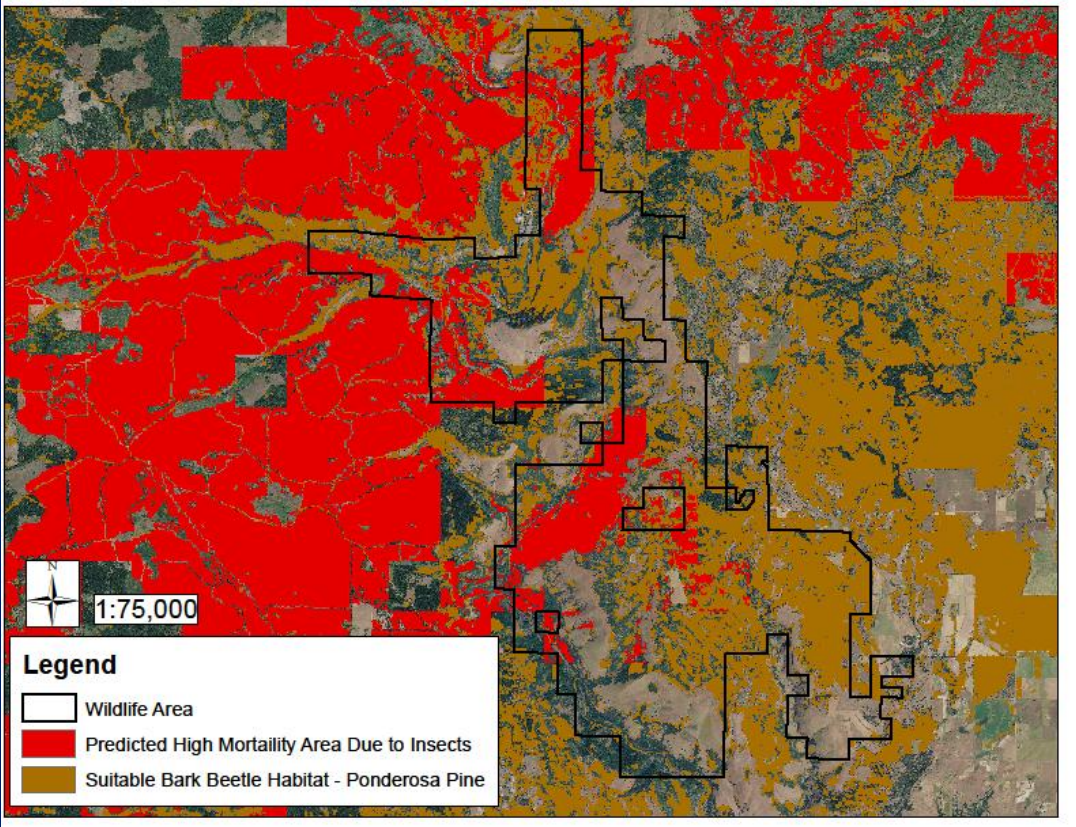 N
1:75,000
Legend
Wildlife Area
Predicted High Mortaility Area Due to Insects
Suitable Bark Beetle Habitat - Ponderosa Pine